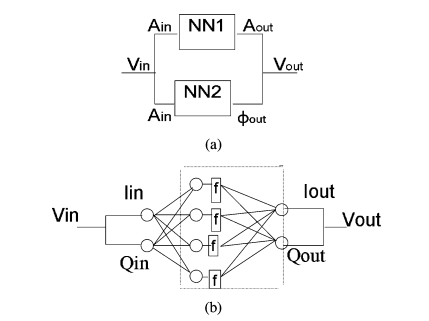 Ain NN1 Aout
Vin Vout
NN2
Ain ϕout
(a)
Iin f Iout
Vin f Vout
Qin f Qout
f
(b)